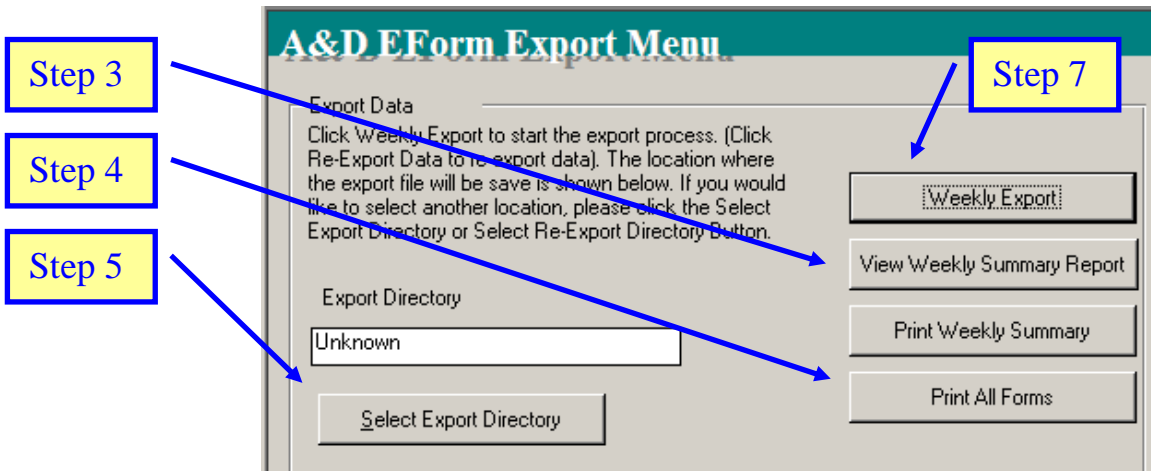 A&D EForm Export Menu
Step 3
Step 7
Export Data
Click Weekly Export to start the export process. (Click
Re-Export Data to re-export data). The location where
the export file will be save is shown below. If you would
like to select another location, please click the Select
Export Directory or Select Re-Export Directory Button.
Step 4
Step 5
Weekly Export
View Weekly Summary Report
Export Directory
Unknown
Print Weekly Summary
Print All Forms
Select Export Directory